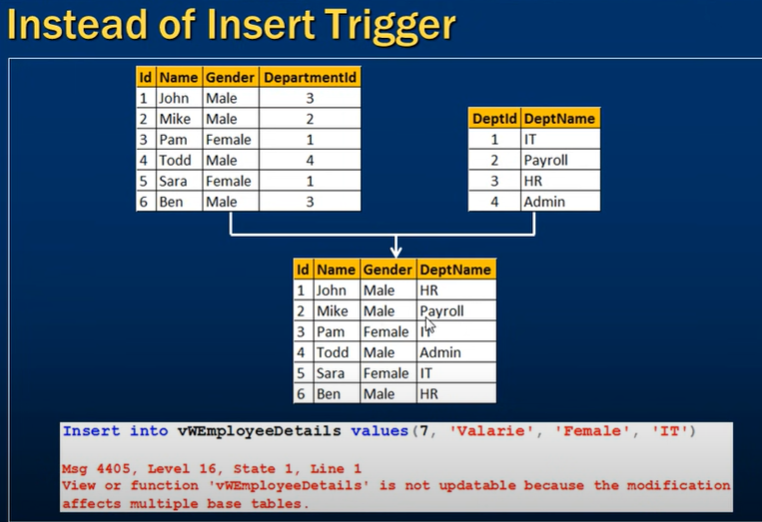 Instead of Insert Trigger
Id Name Gender DepartmentId
1 John Male 3
2 Mike Male 2
3 Pam Female 1
4 Todd Male 4
5 Sara Female 1
6 Ben Male 3
DeptId DeptName
1 IT
2 Payroll
3 HR
4 Admin
Id Name Gender DeptName
1 John Male HR
2 Mike Male Payroll
3 Pam Female IT
4 Todd Male Admin
5 Sara Female IT
6 Ben Male HR
Insert into vWEmployeeDetails values(7, 'Valarie', 'Female', 'IT')
Msg 4405, Level 16, State 1, Line 1
View or function 'vWEmployeeDetails' is not updatable because the modification
affects multiple base tables.